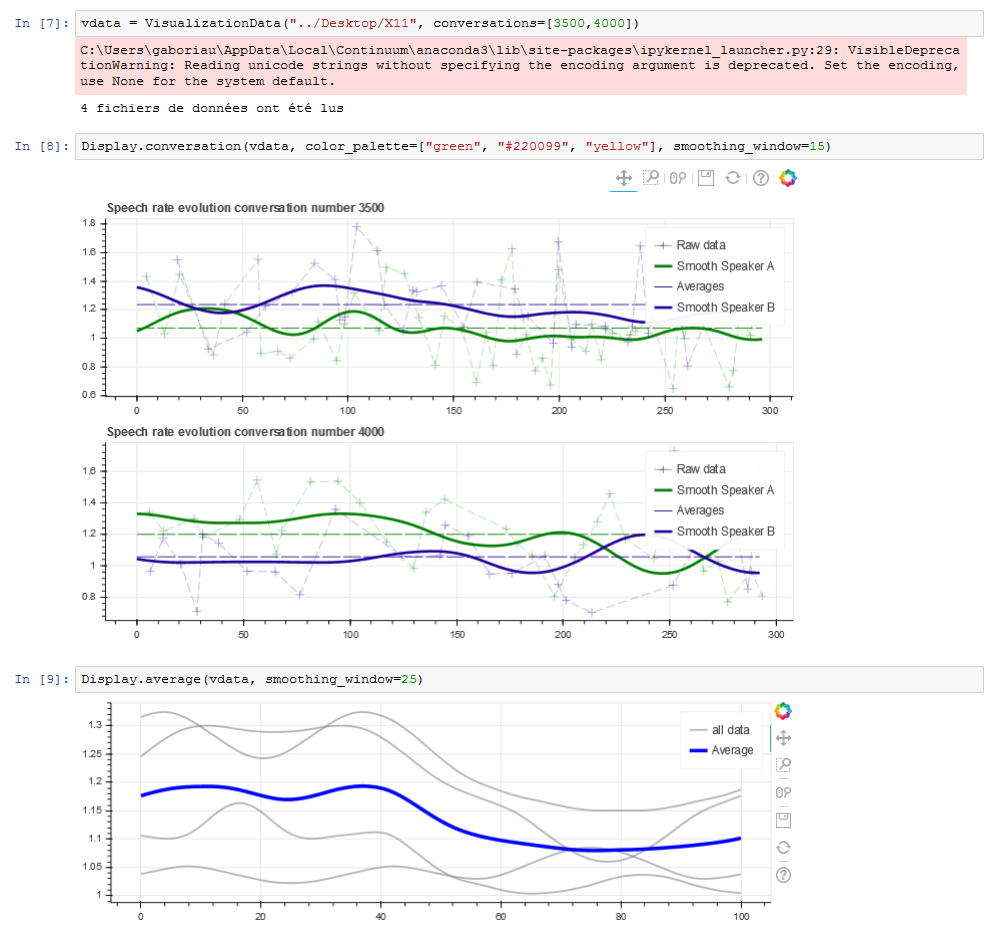 In [7]: vdata = VisualizationData("../Desktop/X11", conversations=[3500,4000])
C:\Users\gaboriau\AppData\Local\Continuum\anaconda3\lib\site-packages\ipykernel_launcher.py:29: VisibleDepreca
tionWarning: Reading unicode strings without specifying the encoding argument is deprecated. Set the encoding,
use None for the system default.
4 fichiers de données ont été lus
In [8]: Display.conversation(vdata, color_palette=["green", "#220099", "yellow"], smoothing_window=15)
Speech rate evolution conversation number 3500
1.8
1.6
1.4
1.2
1
0.8
0.6
Raw data
Smooth Speaker A
Averages
Smooth Speaker B
0 50 100 150 200 250 300
Speech rate evolution conversation number 4000
1.6
1.4
1.2
1
0.8
Raw data
Smooth Speaker A
Averages
Smooth Speaker B
0 50 100 150 200 250 300
In [9]: Display.average(vdata, smoothing_window=25)
1.3
1.25
1.2
1.15
1.1
1.05
1
all data
Average
0 20 40 60 80 100